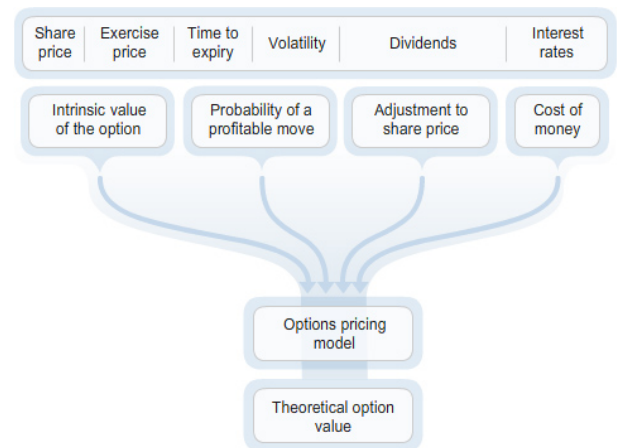 Share price
Exercise price
Time to expiry
Volatility
Dividends
Interest rates
Intrinsic value
of the option
Probability of a
profitable move
Adjustment to
share price
Cost of
money
Options pricing
model
Theoretical option
value